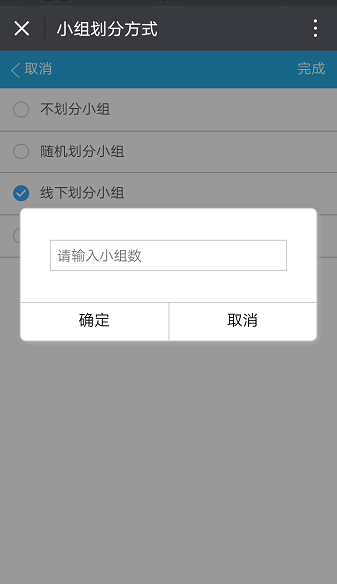 小组划分方式
取消
完成
不划分小组
随机划分小组
线下划分小组
请输入小组数
确定
取消